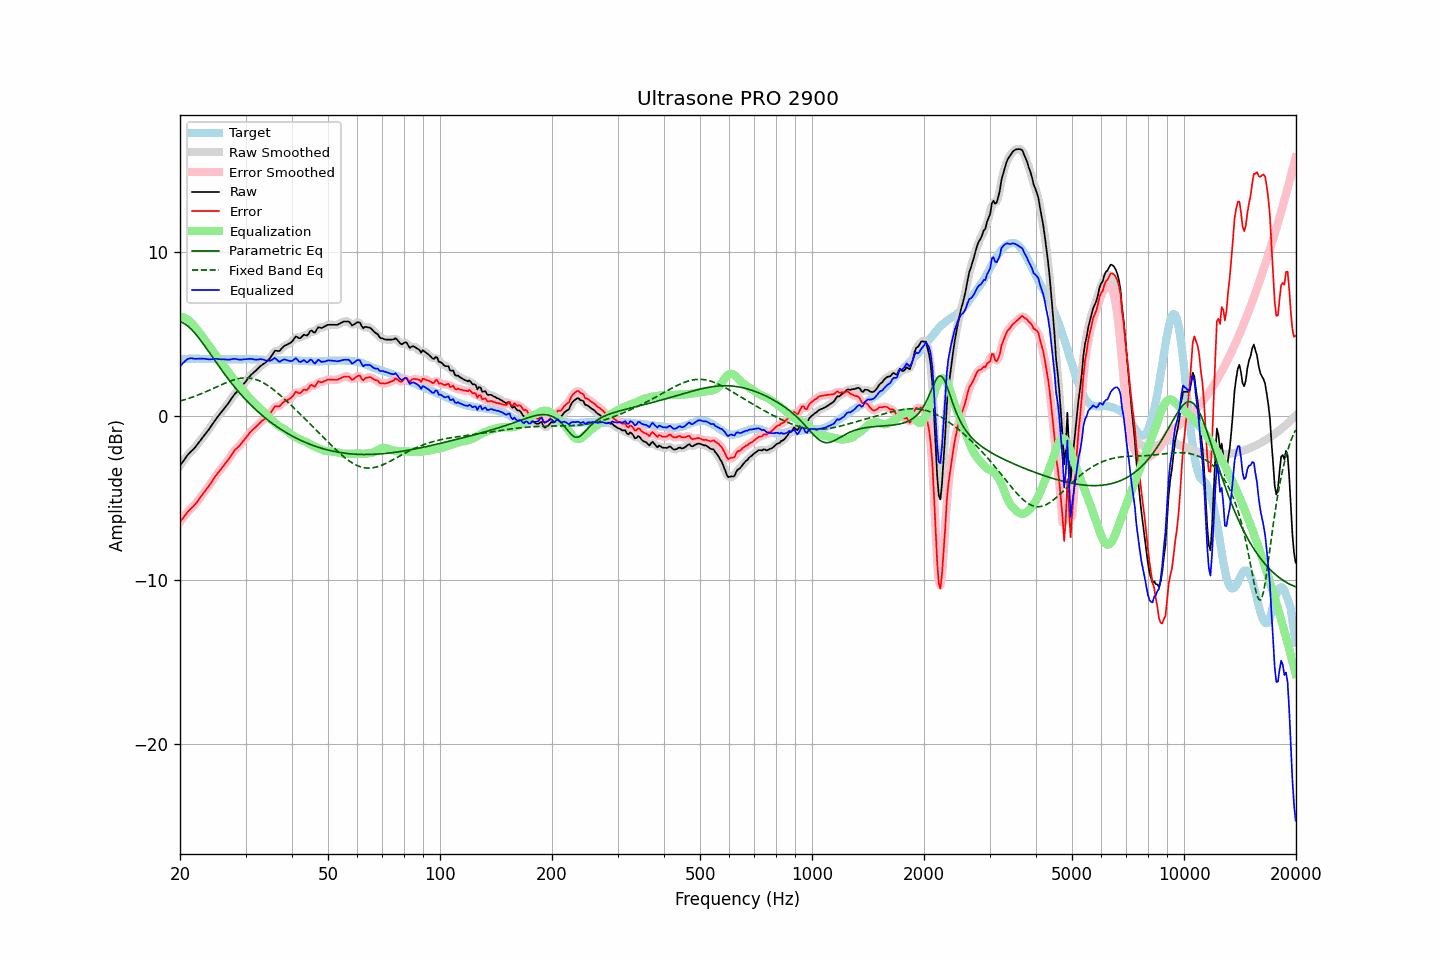 Ultrasone PRO 2900
Target
Raw Smoothed
Error Smoothed
Raw
Error
Equalization
Parametric Eq
Fixed Band Eq
Equalized
Amplitude (dBr)
10
0
−10
−20
20 50 100 200 500 1000 2000 5000 10000 20000
Frequency (Hz)